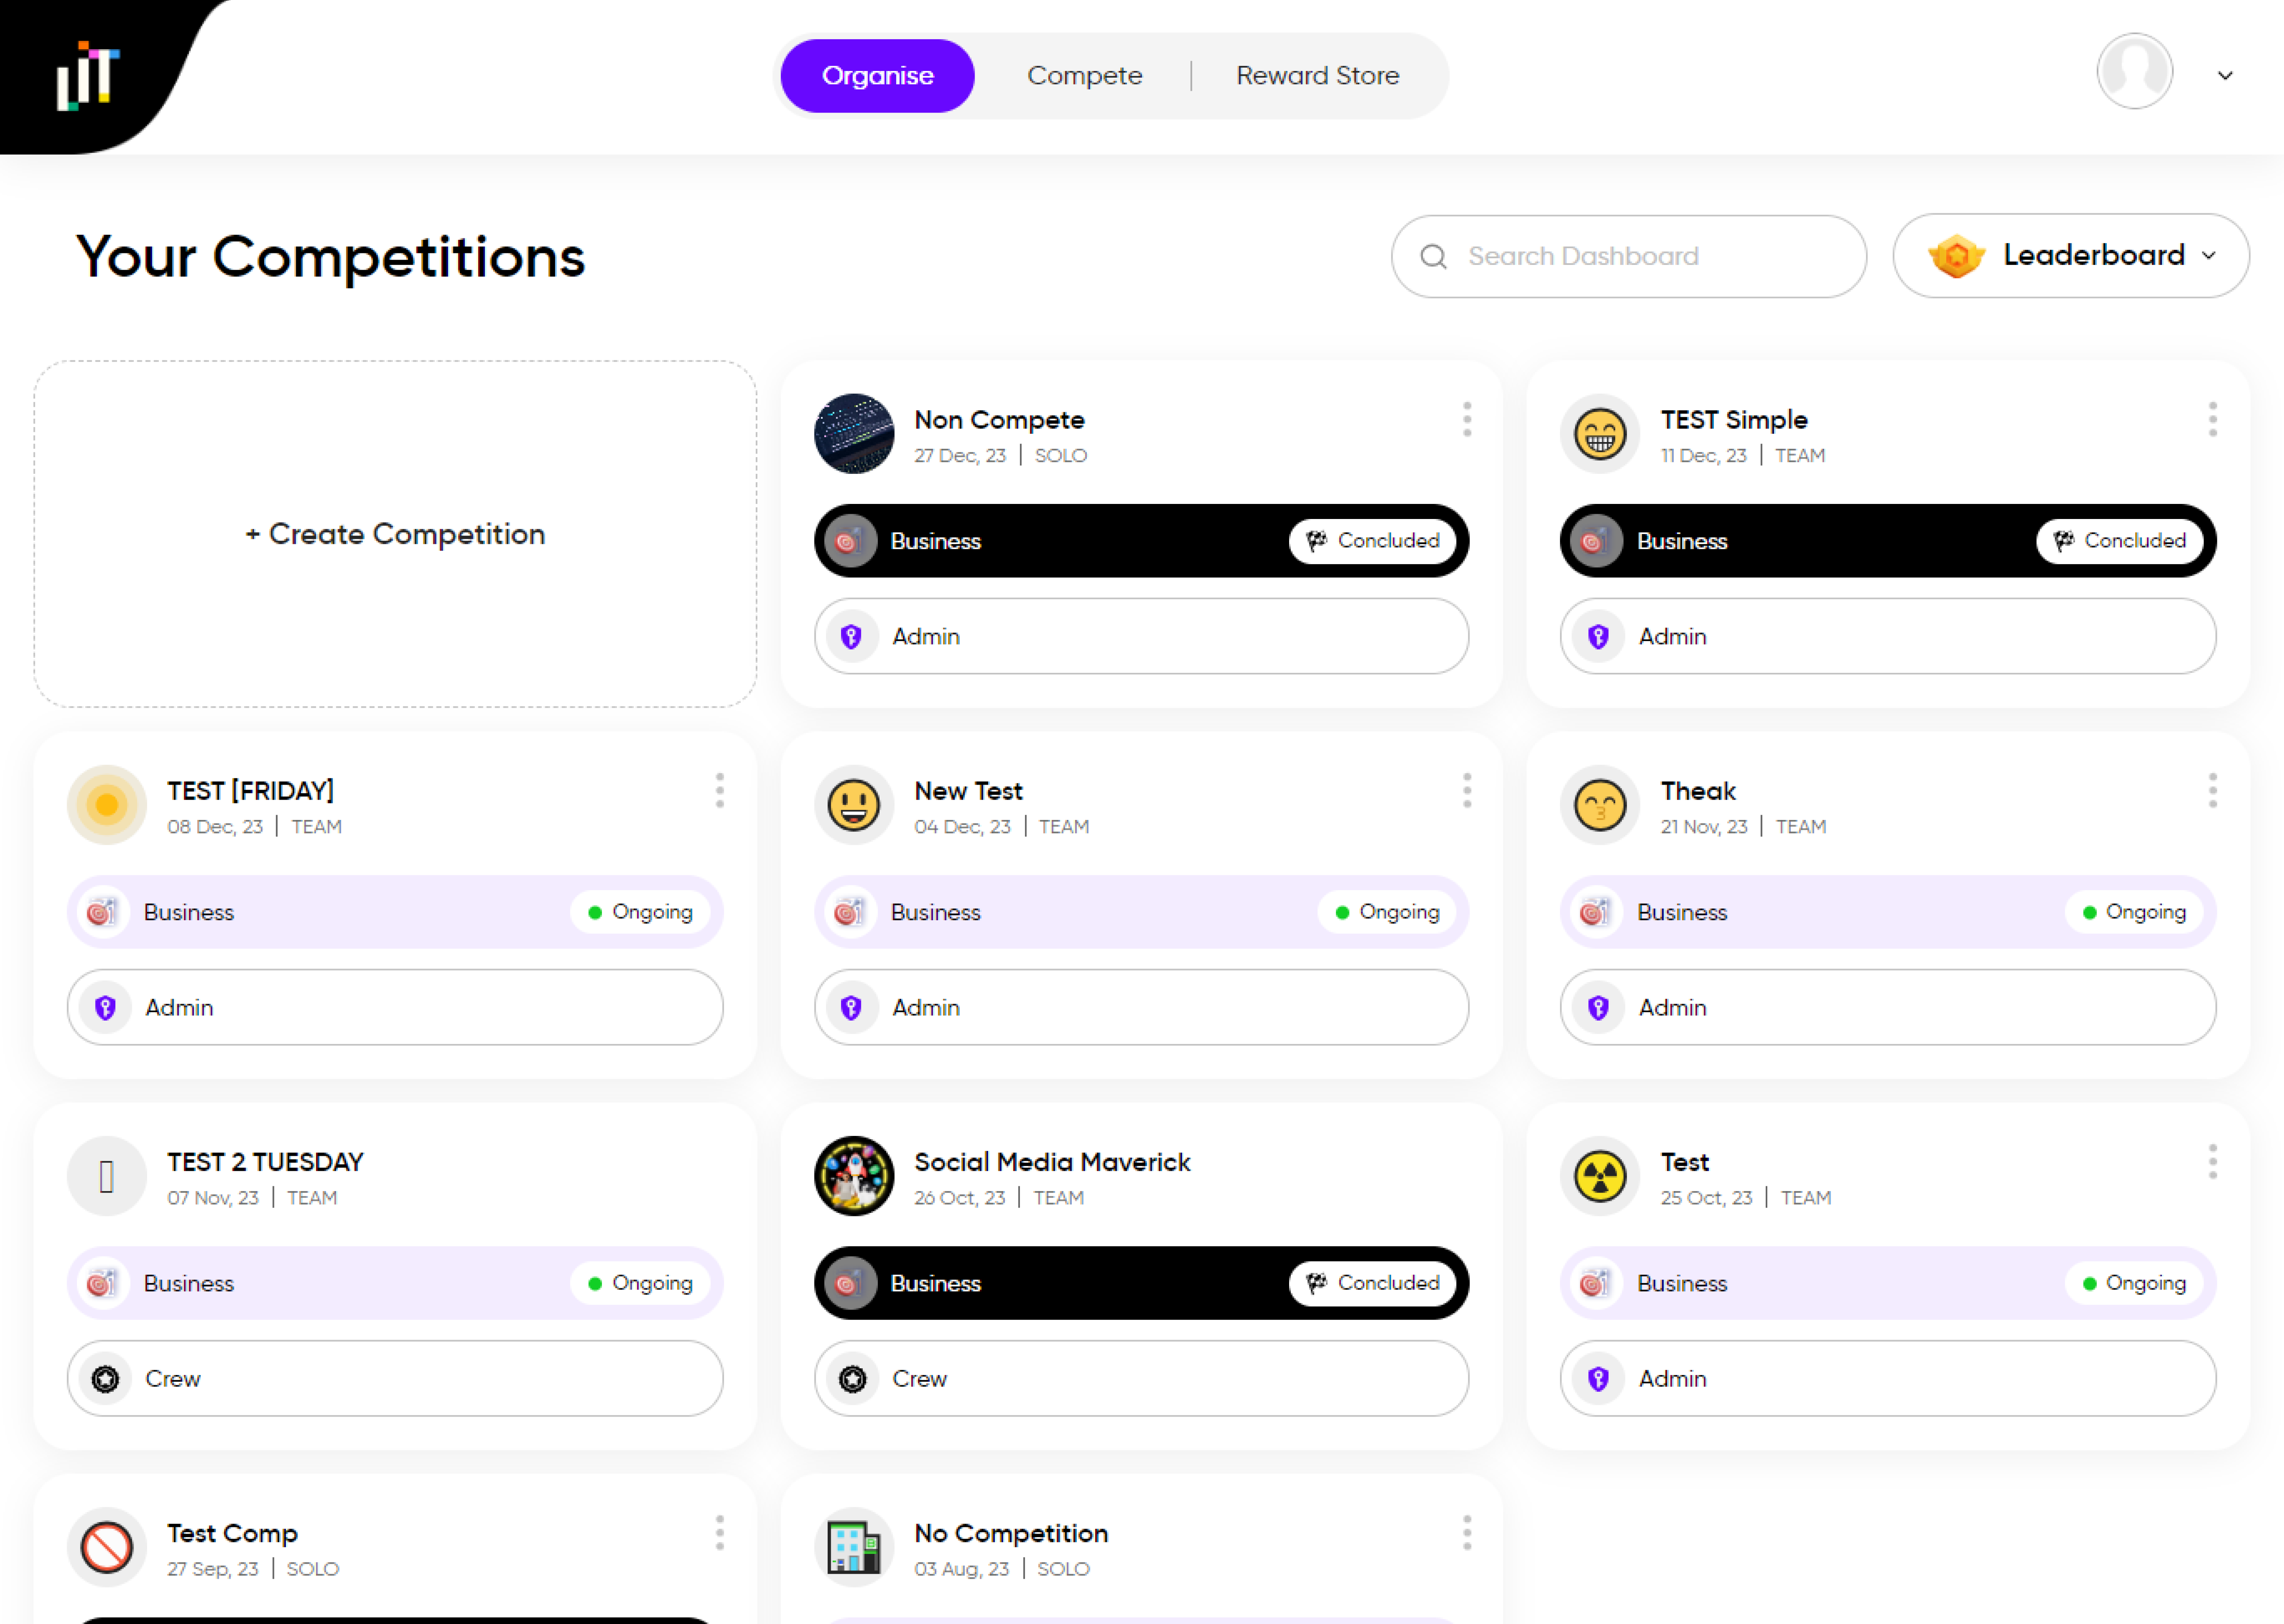 UiT
Organise
Compete
Reward Store
Your Competitions
Search Dashboard
Leaderboard
+ Create Competition
Non Compete
27 Dec, 23 | SOLO
Business
Concluded
Admin
TEST Simple
11 Dec, 23 | TEAM
Business
Concluded
Admin
TEST [FRIDAY]
08 Dec, 23 | TEAM
Business
Ongoing
Admin
New Test
04 Dec, 23 | TEAM
Business
Ongoing
Admin
Theak
21 Nov, 23 | TEAM
Business
Ongoing
Admin
TEST 2 TUESDAY
07 Nov, 23 | TEAM
Business
Ongoing
Crew
Social Media Maverick
26 Oct, 23 | TEAM
Business
Concluded
Crew
Test
25 Oct, 23 | TEAM
Business
Ongoing
Admin
Test Comp
27 Sep, 23 | SOLO
No Competition
03 Aug, 23 | SOLO